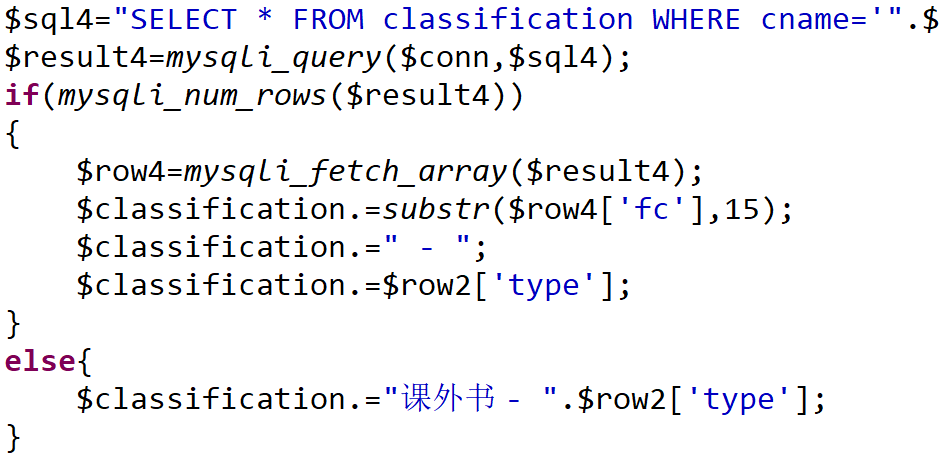 $sql4="SELECT * FROM classification WHERE cname='".$
$result4=mysqli_query($conn,$sql4);
if(mysqli_num_rows($result4))
{
    $row4=mysqli_fetch_array($result4);
    $classification.=substr($row4['fc'],15);
    $classification.=" - ";
    $classification.=$row2['type'];
}
else{
    $classification.="课外书 - ".$row2['type'];
}